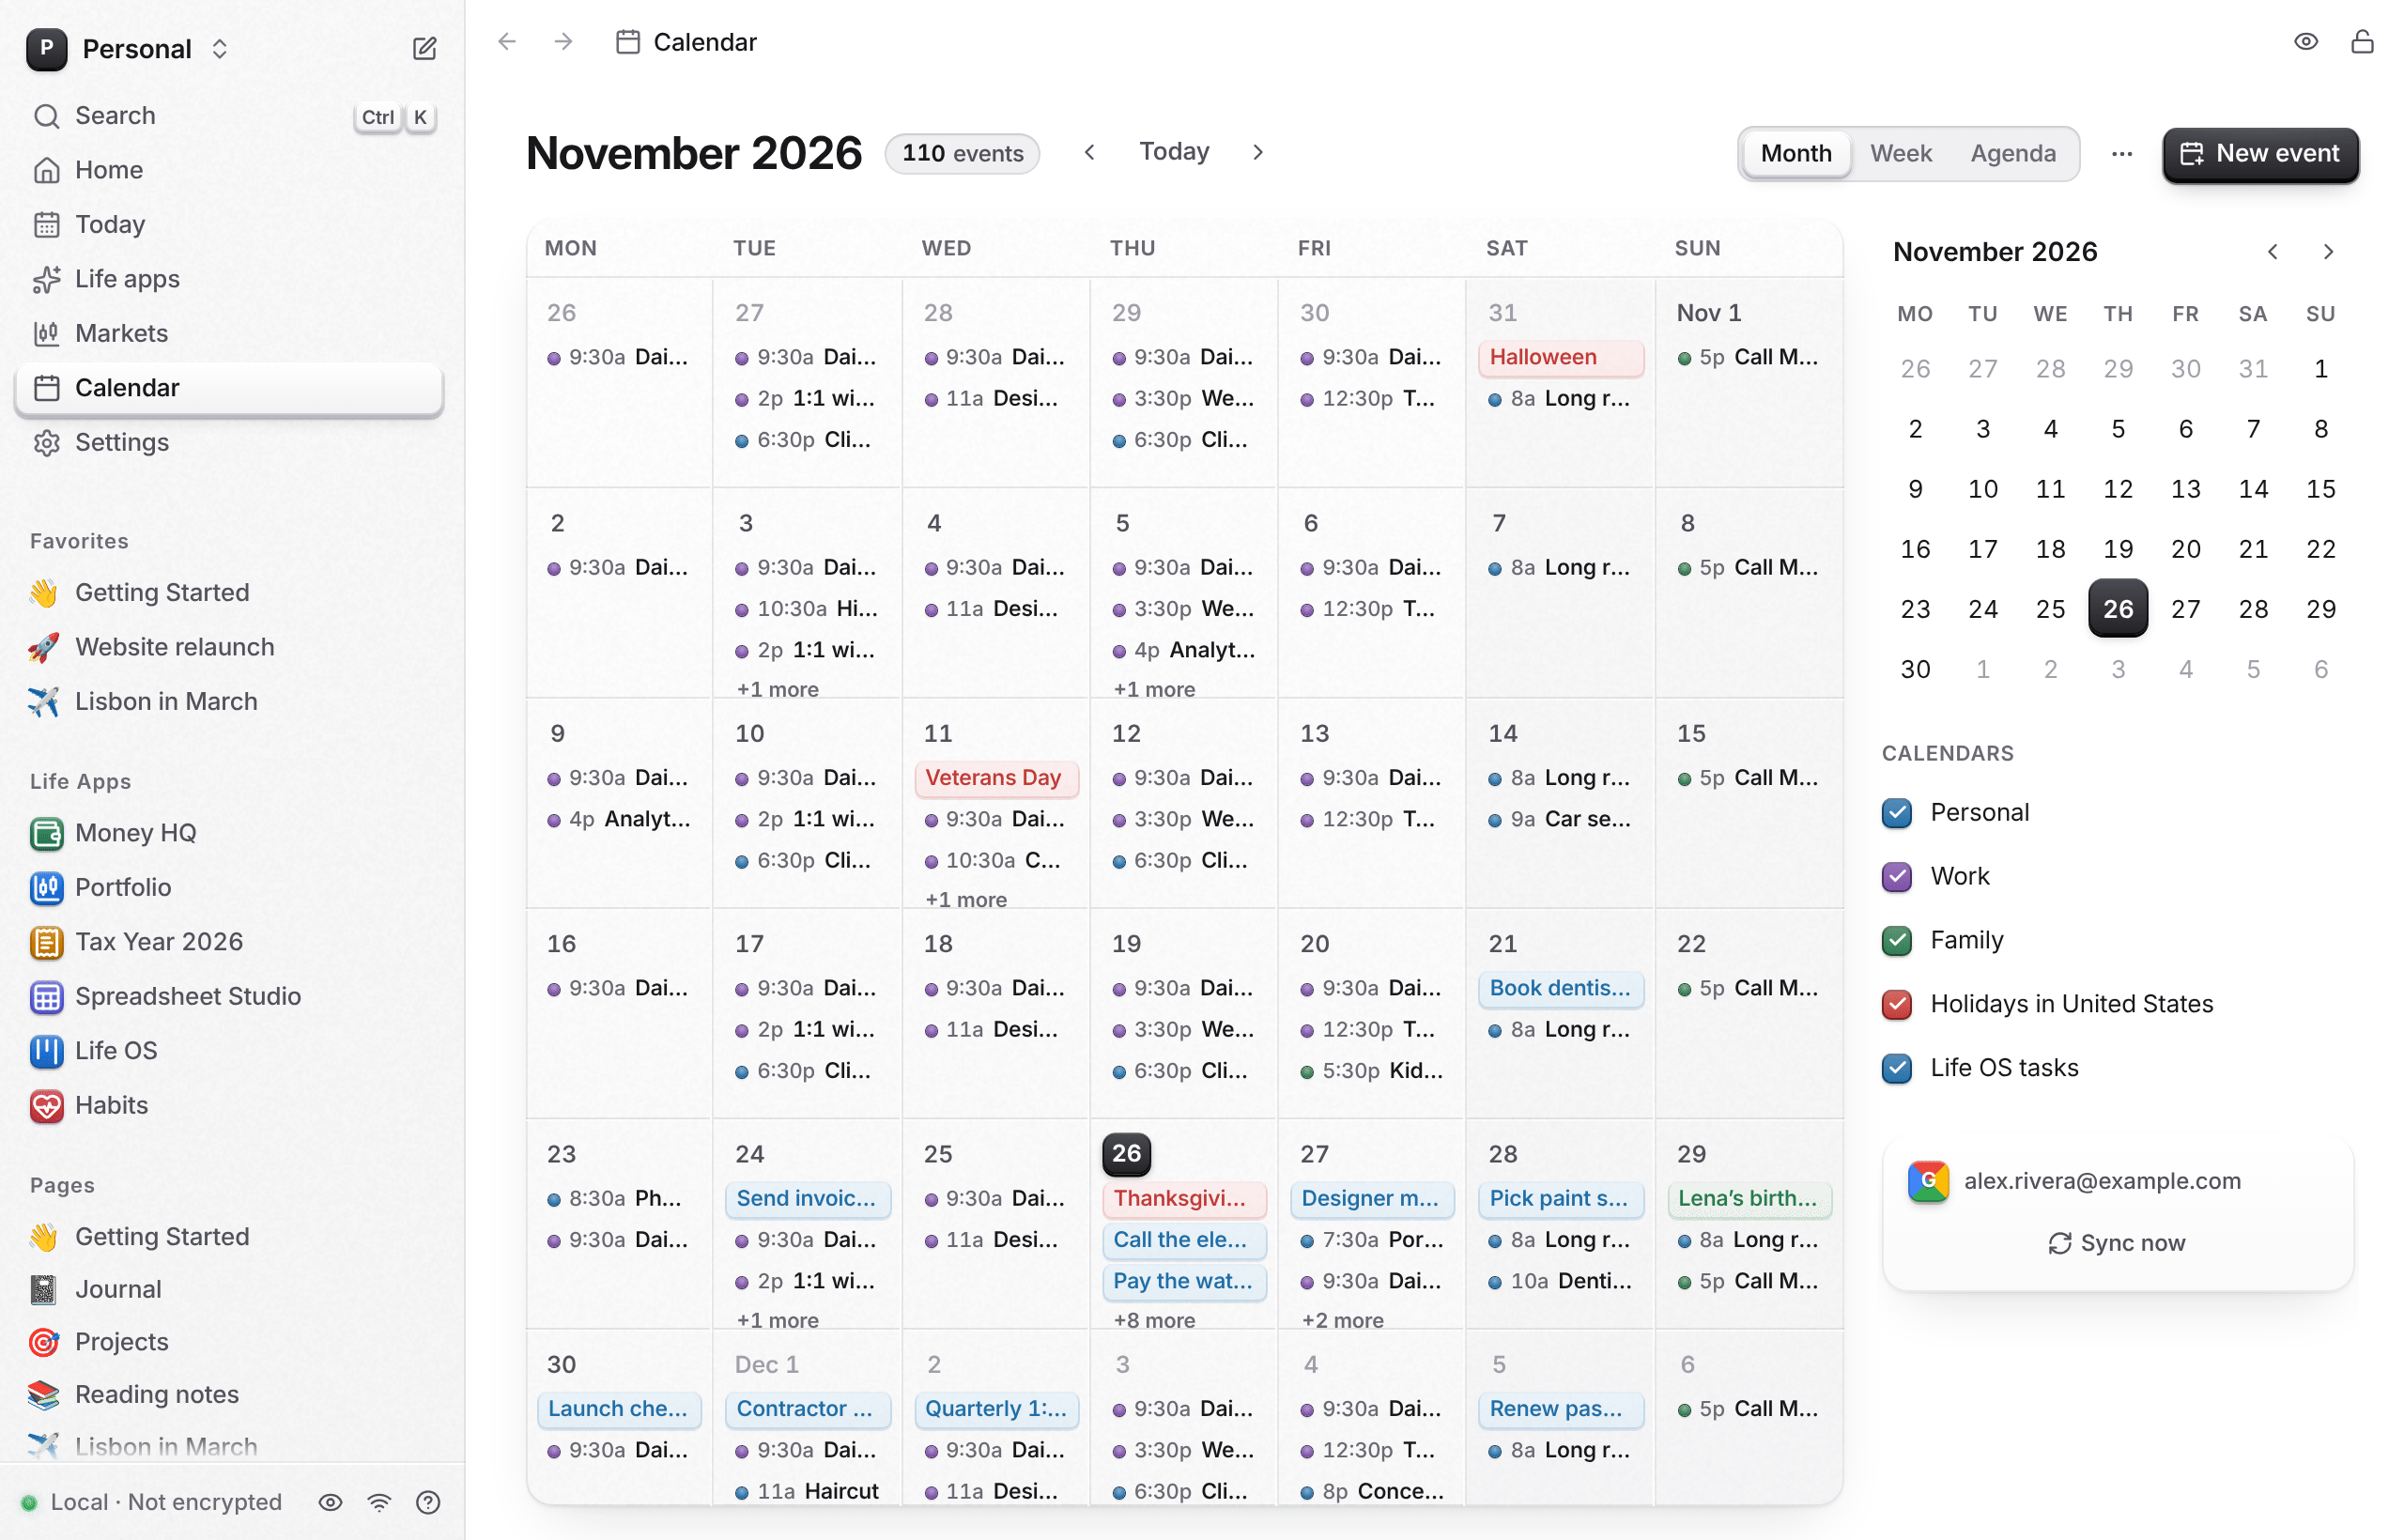 P Personal
Search Ctrl K
Home
Today
Life apps
Markets
Calendar
Settings
Favorites
Getting Started
Website relaunch
Lisbon in March
Life Apps
Money HQ
Portfolio
Tax Year 2026
Spreadsheet Studio
Life OS
Habits
Pages
Getting Started
Journal
Projects
Reading notes
Lisbon in March
Local · Not encrypted
Calendar
November 2026 110 events Today
Month Week Agenda ... New event
MON TUE WED THU FRI SAT SUN
26 27 28 29 30 31 Nov 1
9:30a Dai... 9:30a Dai... 9:30a Dai... 9:30a Dai... 9:30a Dai... Halloween 5p Call M...
2p 1:1 wi... 11a Desi... 3:30p We... 12:30p T... 8a Long r...
6:30p Cli... 6:30p Cli...
2 3 4 5 6 7 8
9:30a Dai... 9:30a Dai... 9:30a Dai... 9:30a Dai... 9:30a Dai... 8a Long r... 5p Call M...
10:30a Hi... 11a Desi... 3:30p We... 12:30p T...
2p 1:1 wi... 4p Analyt...
+1 more +1 more
9 10 11 12 13 14 15
9:30a Dai... 9:30a Dai... Veterans Day 9:30a Dai... 9:30a Dai... 8a Long r... 5p Call M...
4p Analyt... 2p 1:1 wi... 9:30a Dai... 3:30p We... 12:30p T... 9a Car se...
6:30p Cli... 10:30a C... 6:30p Cli...
+1 more
16 17 18 19 20 21 22
9:30a Dai... 9:30a Dai... 9:30a Dai... 9:30a Dai... 9:30a Dai... Book dentis... 5p Call M...
2p 1:1 wi... 11a Desi... 3:30p We... 12:30p T... 8a Long r...
6:30p Cli... 6:30p Cli... 5:30p Kid...
23 24 25 26 27 28 29
8:30a Ph... Send invoic... 9:30a Dai... Thanksgivi... Designer m... Pick paint s... Lena's birth...
9:30a Dai... 9:30a Dai... 11a Desi... Call the ele... 7:30a Por... 8a Long r... 8a Long r...
2p 1:1 wi... Pay the wat... 9:30a Dai... 10a Denti... 5p Call M...
+1 more +8 more +2 more
30 Dec 1 2 3 4 5 6
Launch che... Contractor ... Quarterly 1:... 9:30a Dai... 9:30a Dai... Renew pas... 5p Call M...
9:30a Dai... 9:30a Dai... 9:30a Dai... 3:30p We... 12:30p T... 8a Long r...
11a Haircut 11a Desi... 6:30p Cli... 8p Conce...
November 2026
MO TU WE TH FR SA SU
26 27 28 29 30 31 1
2 3 4 5 6 7 8
9 10 11 12 13 14 15
16 17 18 19 20 21 22
23 24 25 26 27 28 29
30 1 2 3 4 5 6
CALENDARS
Personal
Work
Family
Holidays in United States
Life OS tasks
G alex.rivera@example.com
Sync now